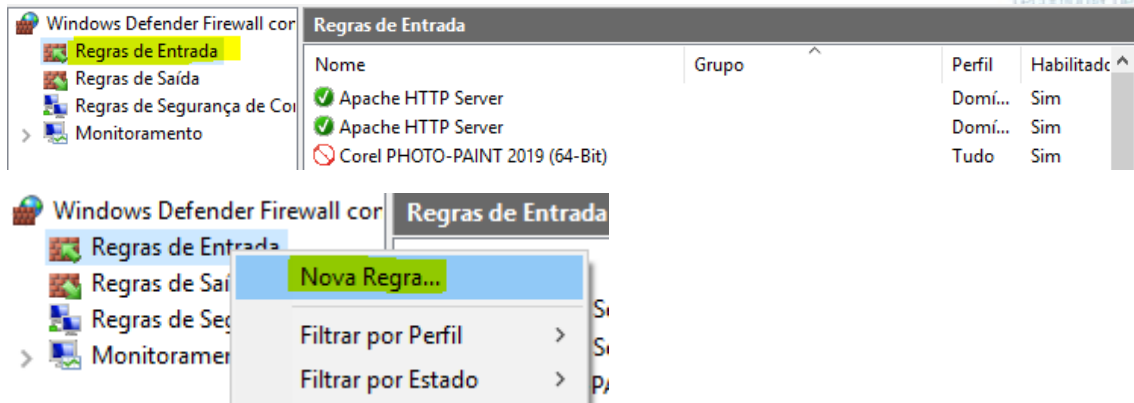 Windows Defender Firewall con
Regras de Entrada
Regras de Saída
Regras de Segurança de Cor
Monitoramento
Regras de Entrada
Nome Grupo Perfil Habilitadc
Apache HTTP Server Domí... Sim
Apache HTTP Server Domí... Sim
Corel PHOTO-PAINT 2019 (64-Bit) Tudo Sim
Windows Defender Firewall cor
Regras de Entrada
Regras de Entrada
Regras de Saí
Regras de Seg
Monitoramer
Nova Regra...
Filtrar por Perfil
Filtrar por Estado